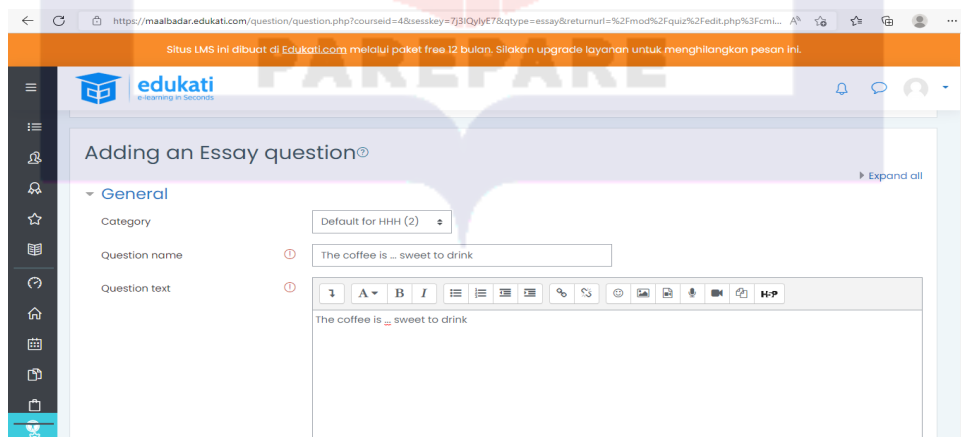 https://maalbadar.edukati.com/question/question.php?courseid=4&sesskey=7j3IQyIyE7&qtype=essay&returnurl=%2Fmod%2Fquiz%2Fedit.php%3Fcmi...
Situs LMS ini dibuat di Edukati.com melalui paket free 12 bulan. Silakan upgrade layanan untuk menghilangkan pesan ini.
PAREPARE
edukati
e-learning in Seconds
Adding an Essay question
Expand all
General
Category Default for HHH (2)
Question name The coffee is ... sweet to drink
Question text
A B I H-P
The coffee is ... sweet to drink